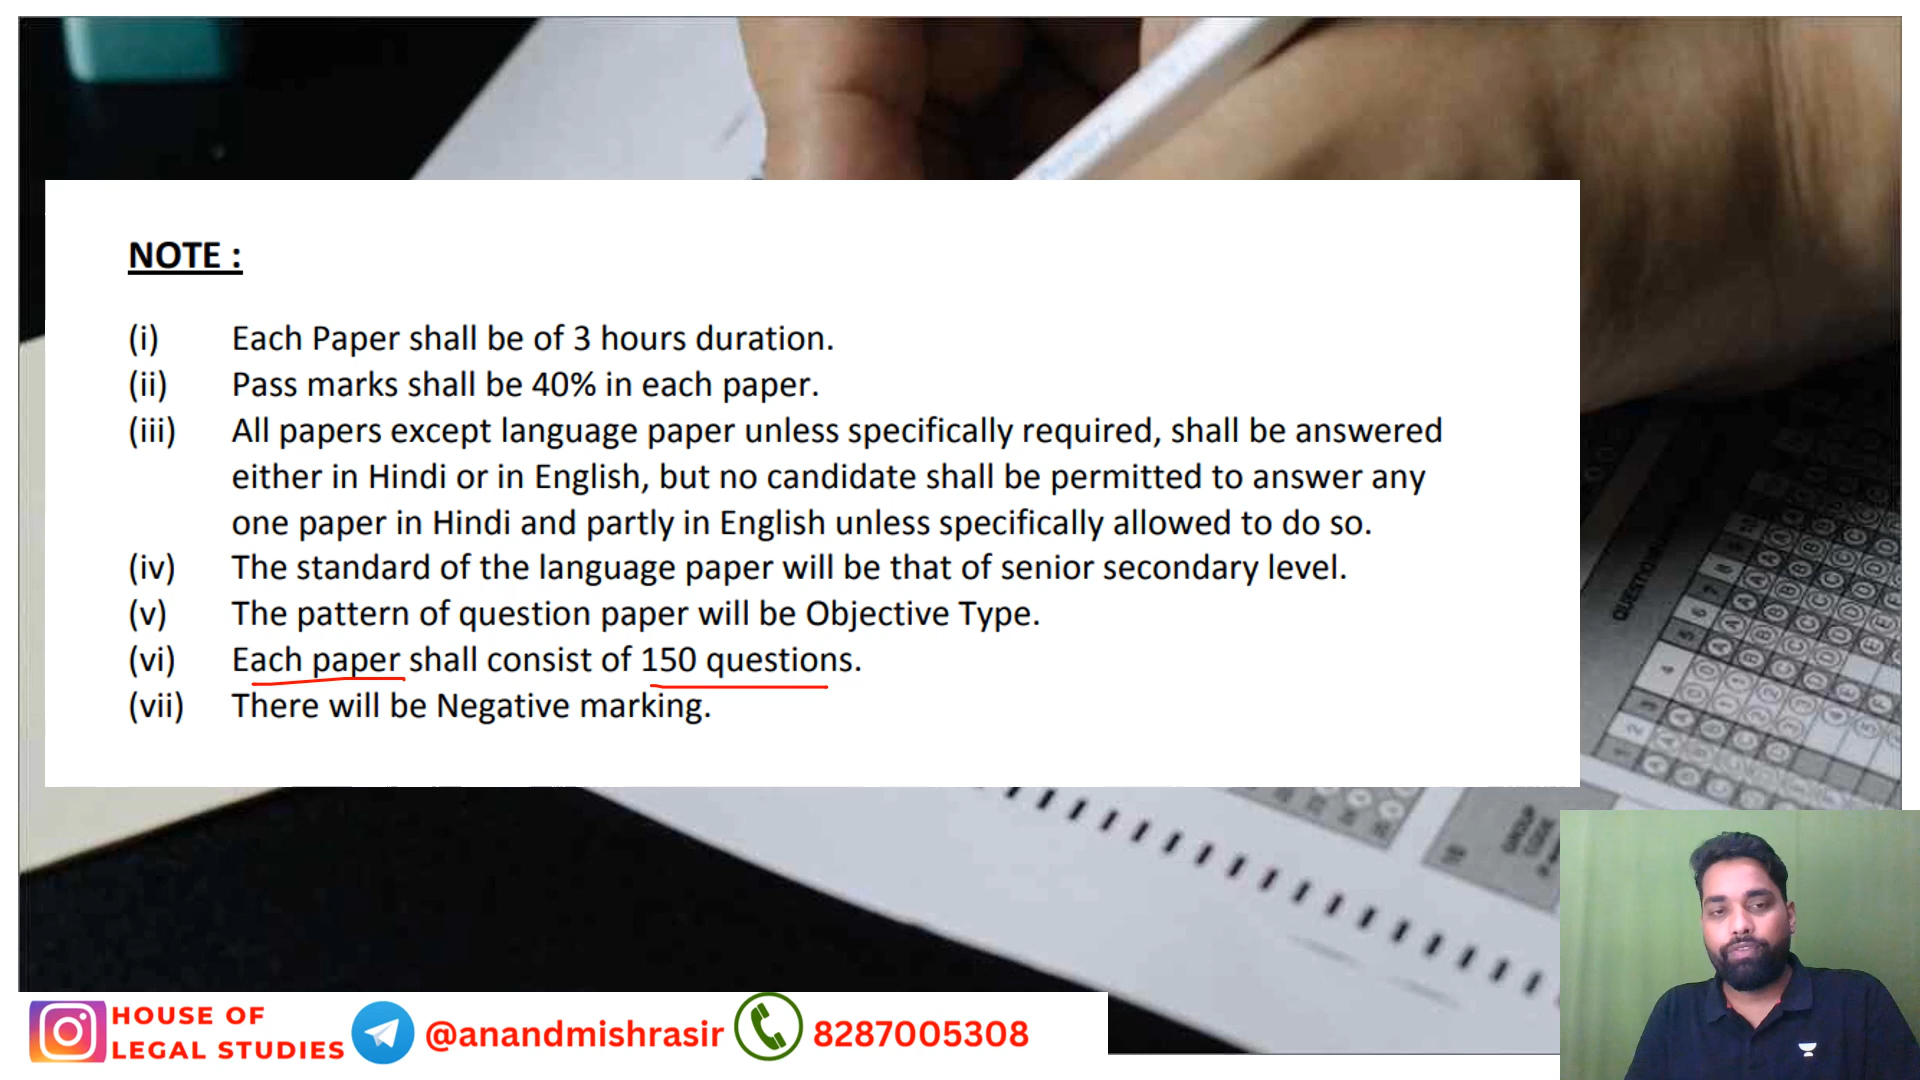 NOTE :
(i) Each Paper shall be of 3 hours duration.
(ii) Pass marks shall be 40% in each paper.
(iii) All papers except language paper unless specifically required, shall be answered
either in Hindi or in English, but no candidate shall be permitted to answer any
one paper in Hindi and partly in English unless specifically allowed to do so.
(iv) The standard of the language paper will be that of senior secondary level.
(v) The pattern of question paper will be Objective Type.
(vi) Each paper shall consist of 150 questions.
(vii) There will be Negative marking.
HOUSE OF
LEGAL STUDIES
@anandmishrasir
8287005308